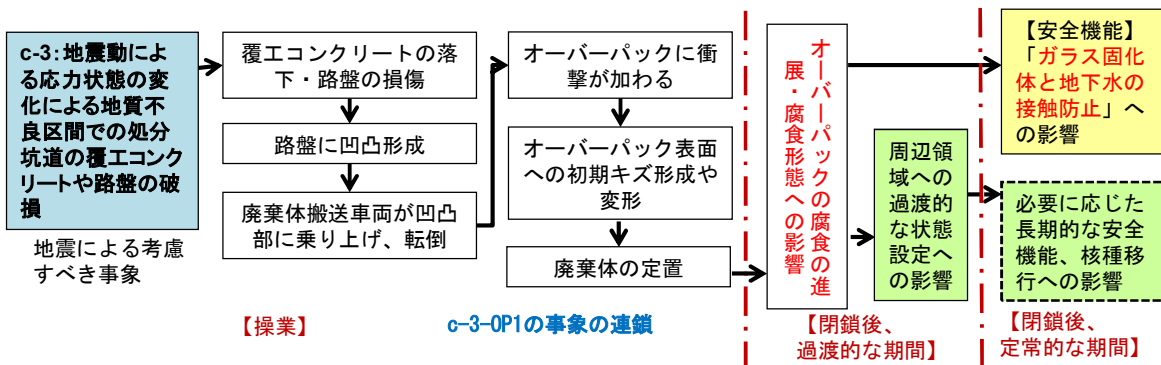 c-3：地震動によ
る応力状態の変
化による地質不
良区間での処分
坑道の覆工コンク
リートや路盤の破
損
地震による考慮
すべき事象
覆工コンクリートの落
下・路盤の損傷
路盤に凹凸形成
廃棄体搬送車両が凹凸
部に乗り上げ、転倒
オーバーパックに衝
撃が加わる
オーバーパック表面
への初期キズ形成や
変形
廃棄体の定置
【操業】
c-3-OP1の事象の連鎖
オーバーパックの腐食の進
展・腐食形態への影響
周辺領
域への
過渡的
な状態
設定へ
の影響
【閉鎖後、
過渡的な期間】
【安全機能】
「ガラス固化
体と地下水の
接触防止」へ
の影響
必要に応じた
長期的な安全
機能、核種移
行への影響
【閉鎖後、
定常的な期間】